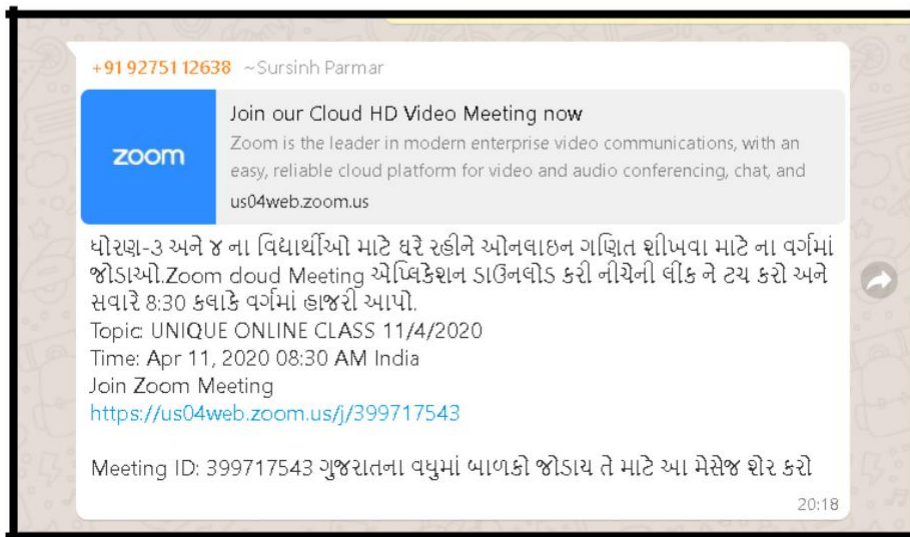 +91 92751 12638 ~Sursinh Parmar
zoom
Join our Cloud HD Video Meeting now
Zoom is the leader in modern enterprise video communications, with an
easy, reliable cloud platform for video and audio conferencing, chat, and
us04web.zoom.us
ધોરણ-૩ અને ૪ ના વિદ્યાર્થીઓ માટે ઘરે રહીને ઓનલાઇન ગણિત શીખવા માટે ના વર્ગમાં
જોડાઓ.Zoom cloud Meeting એપ્લિકેશન ડાઉનલોડ કરી નીચેની લીંક ને ટચ કરો અને
સવારે 8:30 કલાકે વર્ગમાં હાજરી આપો.
Topic: UNIQUE ONLINE CLASS 11/4/2020
Time: Apr 11, 2020 08:30 AM India
Join Zoom Meeting
https://us04web.zoom.us/j/399717543
Meeting ID: 399717543 ગુજરાતના વધુમાં બાળકો જોડાય તે માટે આ મેસેજ શેર કરો
20:18